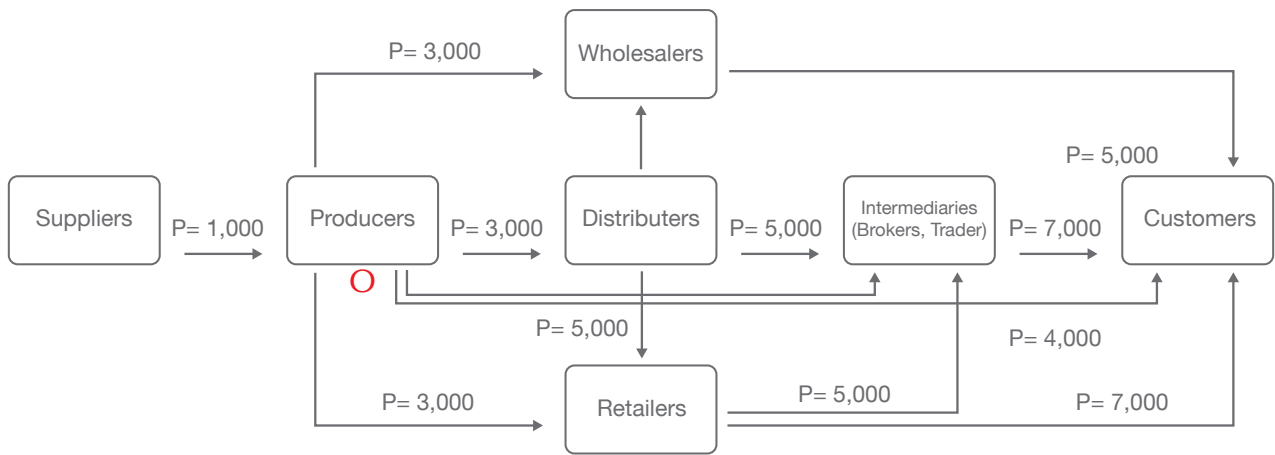 P= 3,000
Wholesalers
P= 5,000
Suppliers
P= 1,000
Producers
P= 3,000
Distributers
P= 5,000
Intermediaries
(Brokers, Trader)
P= 7,000
Customers
O
P= 5,000
P= 4,000
P= 3,000
Retailers
P= 5,000
P= 7,000